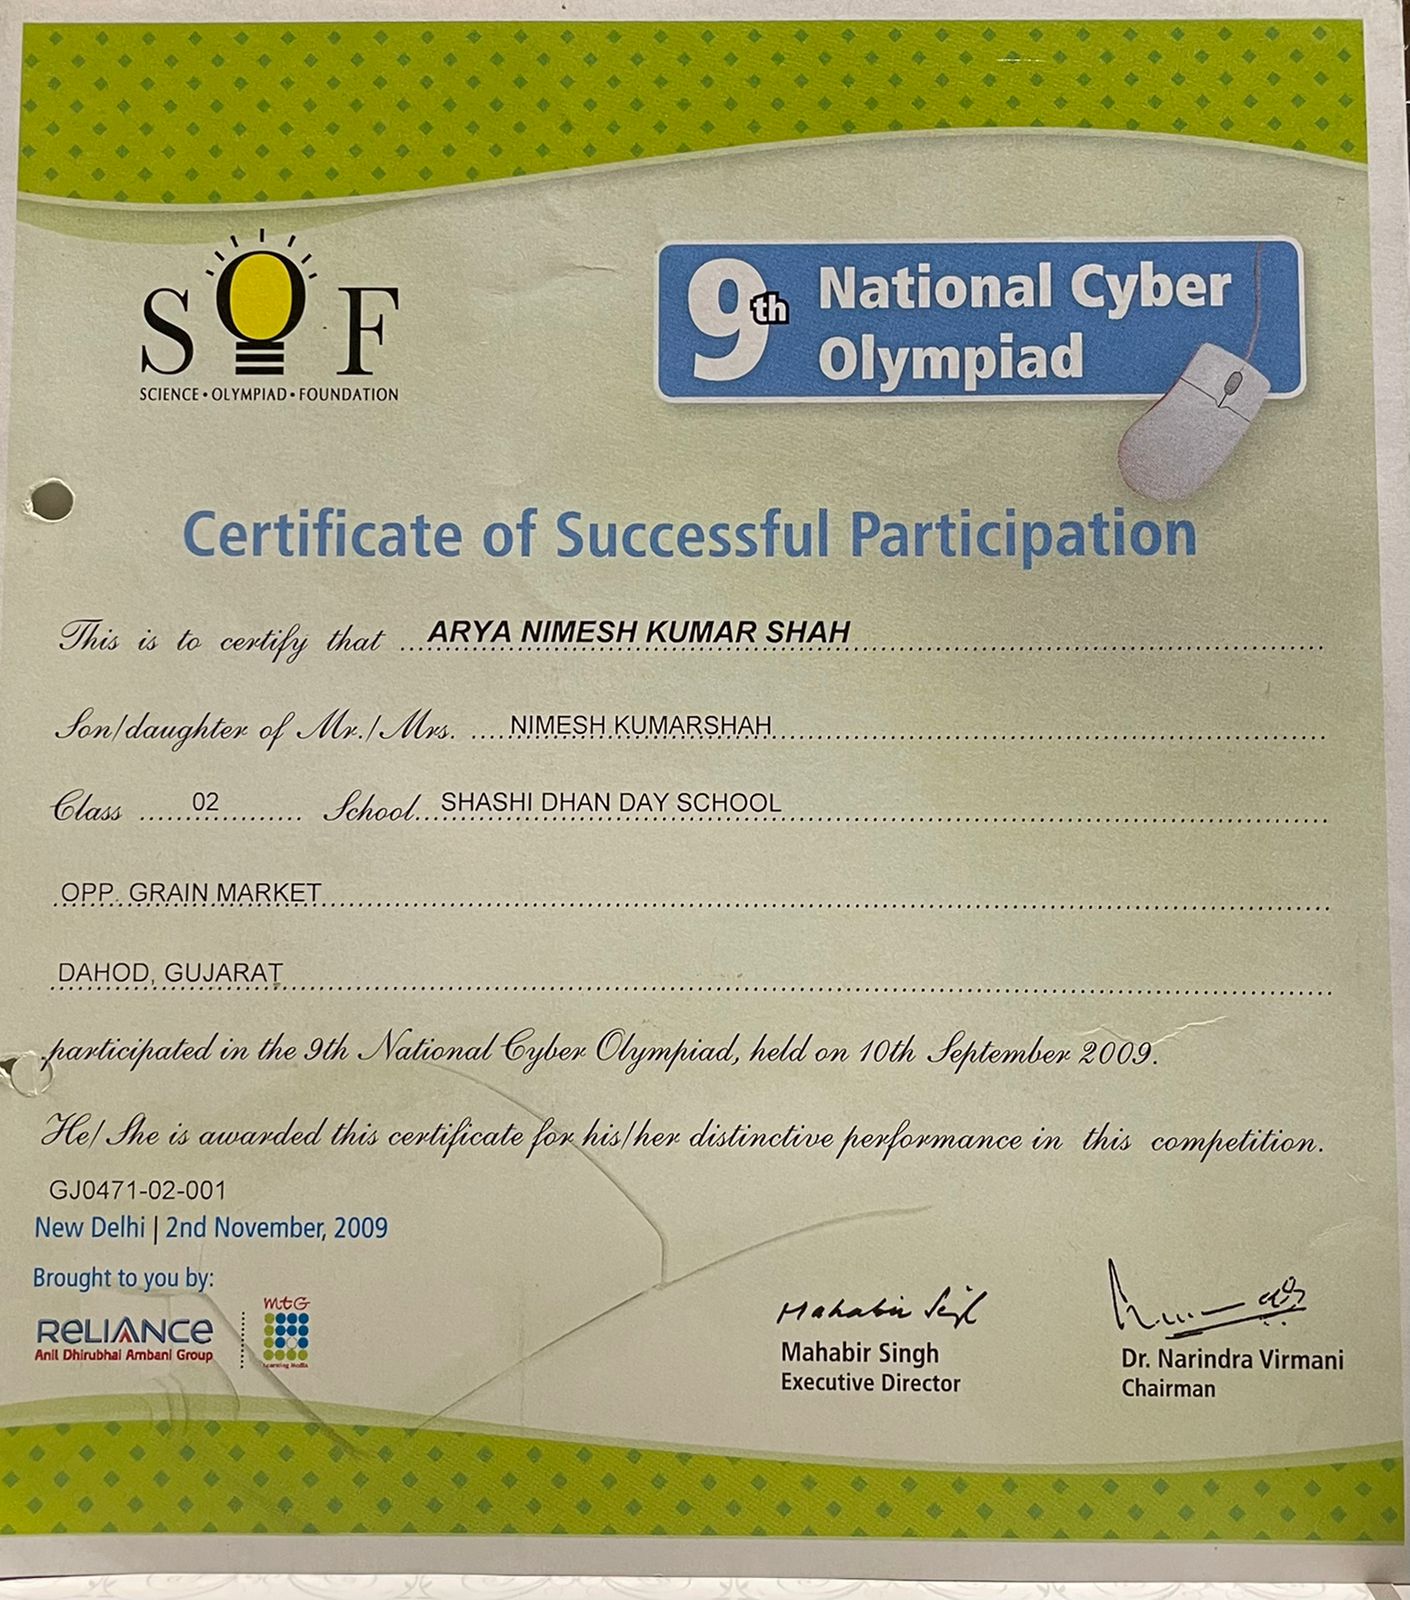 SOF
SCIENCE • OLYMPIAD • FOUNDATION
9th National Cyber
Olympiad
Certificate of Successful Participation
This is to certify that ARYA NIMESH KUMAR SHAH
Son/daughter of Mr./Mrs. NIMESH KUMARSHAH
Class 02 School SHASHI DHAN DAY SCHOOL
OPP. GRAIN MARKET
DAHOD, GUJARAT
participated in the 9th National Cyber Olympiad, held on 10th September 2009.
He/ She is awarded this certificate for his/her distinctive performance in this competition.
GJ0471-02-001
New Delhi | 2nd November, 2009
Brought to you by:
RELIANCE
Anil Dhirubhai Ambani Group
MtG
Learning Media
Mahabir Singh
Mahabir Singh
Executive Director
Dr. Narindra Virmani
Chairman